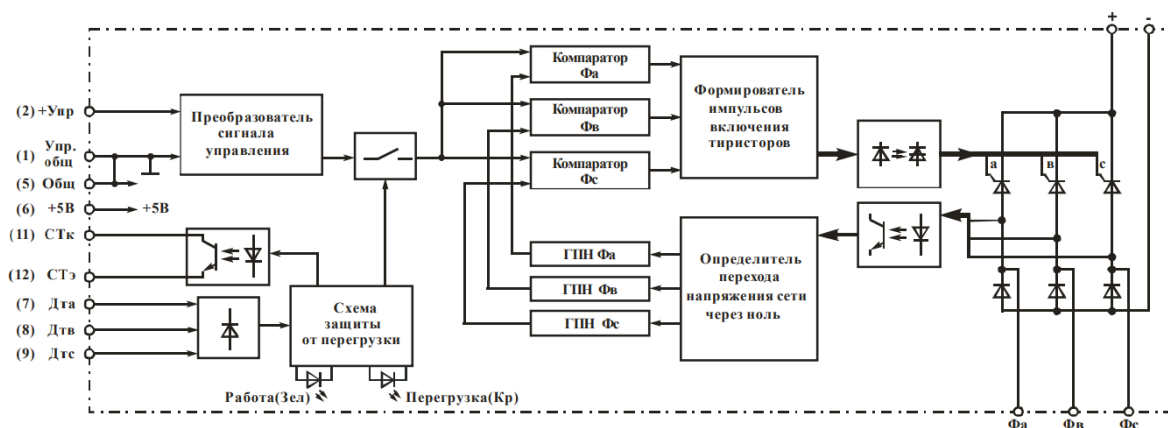 + -
(2) +Упр
Преобразователь
сигнала
управления
(1) Упр.
общ
(5) Общ
(6) +5В
+5В
(11) СТк
(12) СТэ
(7) Дта
(8) Дтв
(9) Дтс
Схема
защиты
от перегрузки
Работа(Зел)
Перегрузка(Кр)
Компаратор
Фа
Компаратор
Фв
Компаратор
Фс
Формирователь
импульсов
включения
тиристоров
ГПН Фа
ГПН Фв
ГПН Фс
Определитель
перехода
напряжения сети
через ноль
а в с
Фа Фв Фс